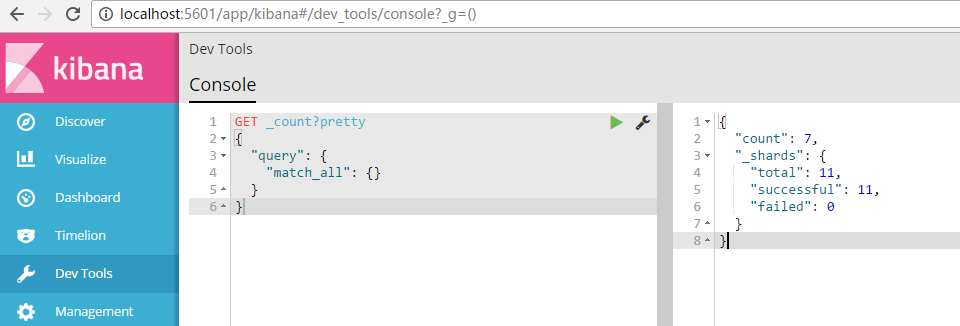 localhost:5601/app/kibana#/dev_tools/console?_g=()
kibana
Discover
Visualize
Dashboard
Timelion
Dev Tools
Management
Dev Tools
Console
1 GET _count?pretty
2 {
3 "query": {
4 "match_all": {}
5 }
6 }
1 {
2 "count": 7,
3 "_shards": {
4 "total": 11,
5 "successful": 11,
6 "failed": 0
7 }
8 }